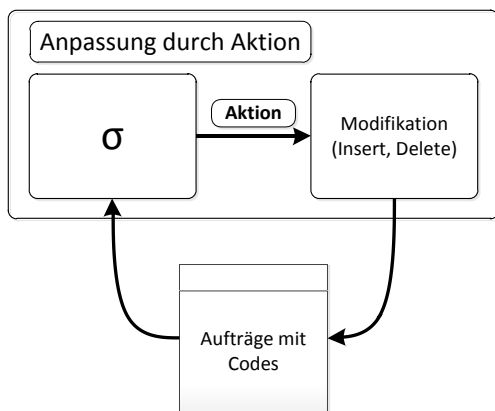 Anpassung durch Aktion
σ
Aktion
Modifikation
(Insert, Delete)
Aufträge mit
Codes